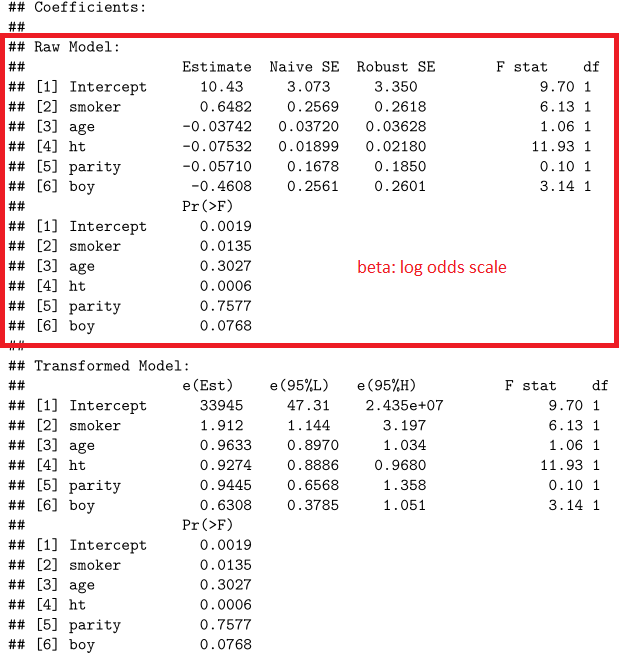 ## Coefficients:
##
## Raw Model:
##                Estimate  Naive SE  Robust SE       F stat    df
## [1] Intercept    10.43     3.073     3.350           9.70 1
## [2] smoker       0.6482    0.2569    0.2618          6.13 1
## [3] age        -0.03742   0.03720   0.03628          1.06 1
## [4] ht         -0.07532   0.01899   0.02180         11.93 1
## [5] parity     -0.05710    0.1678    0.1850          0.10 1
## [6] boy         -0.4608    0.2561    0.2601          3.14 1
##                Pr(>F)
## [1] Intercept    0.0019
## [2] smoker       0.0135
## [3] age          0.3027
beta: log odds scale
## [4] ht           0.0006
## [5] parity       0.7577
## [6] boy          0.0768
##
## Transformed Model:
##                e(Est)    e(95%L)   e(95%H)          F stat    df
## [1] Intercept    33945     47.31     2.435e+07       9.70 1
## [2] smoker       1.912     1.144     3.197           6.13 1
## [3] age          0.9633    0.8970    1.034           1.06 1
## [4] ht           0.9274    0.8886    0.9680         11.93 1
## [5] parity       0.9445    0.6568    1.358           0.10 1
## [6] boy          0.6308    0.3785    1.051           3.14 1
##                Pr(>F)
## [1] Intercept    0.0019
## [2] smoker       0.0135
## [3] age          0.3027
## [4] ht           0.0006
## [5] parity       0.7577
## [6] boy          0.0768